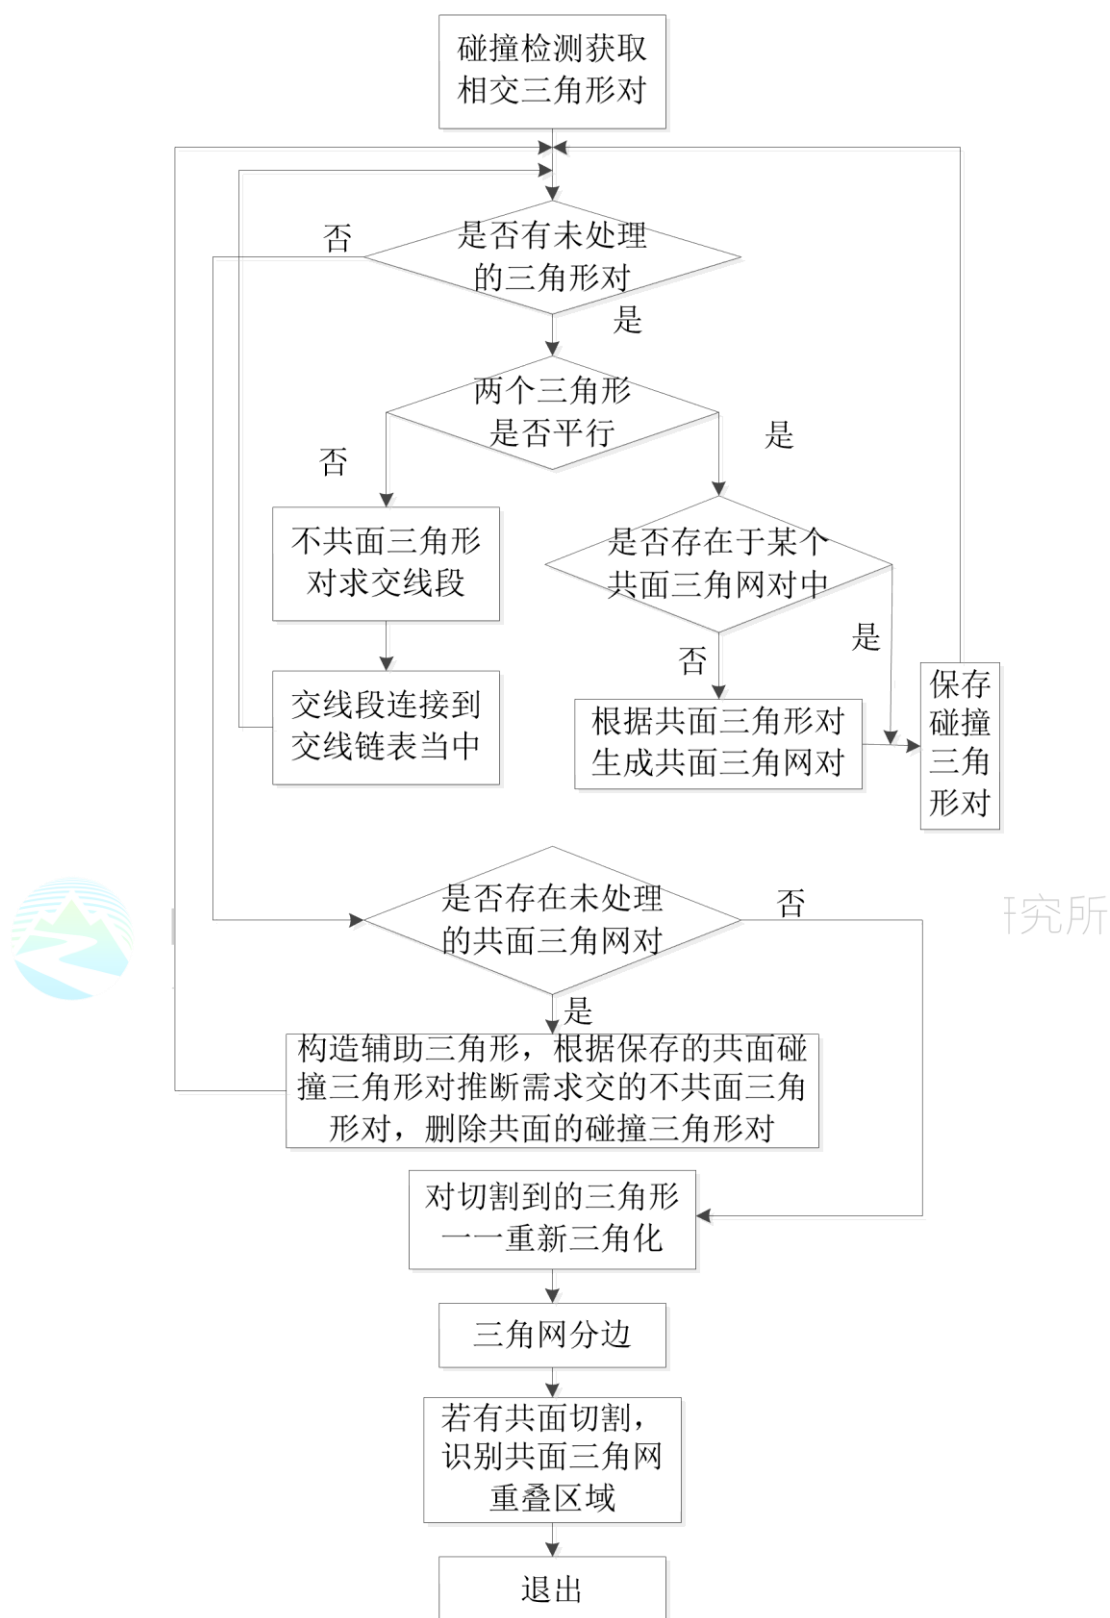 碰撞检测获取
相交三角形对
否
是否有未处理
的三角形对
是
两个三角形
是否平行
是
否
不共面三角形
对求交线段
是否存在于某个
共面三角网对中
是
否
交线段连接到
交线链表当中
根据共面三角形对
生成共面三角网对
保存
碰撞
三角
形对
是否存在未处理
的共面三角网对
否
究所
是
构造辅助三角形，根据保存的共面碰
撞三角形对推断需求交的不共面三角
形对，删除共面的碰撞三角形对
对切割到的三角形
一一重新三角化
三角网分边
若有共面切割，
识别共面三角网
重叠区域
退出